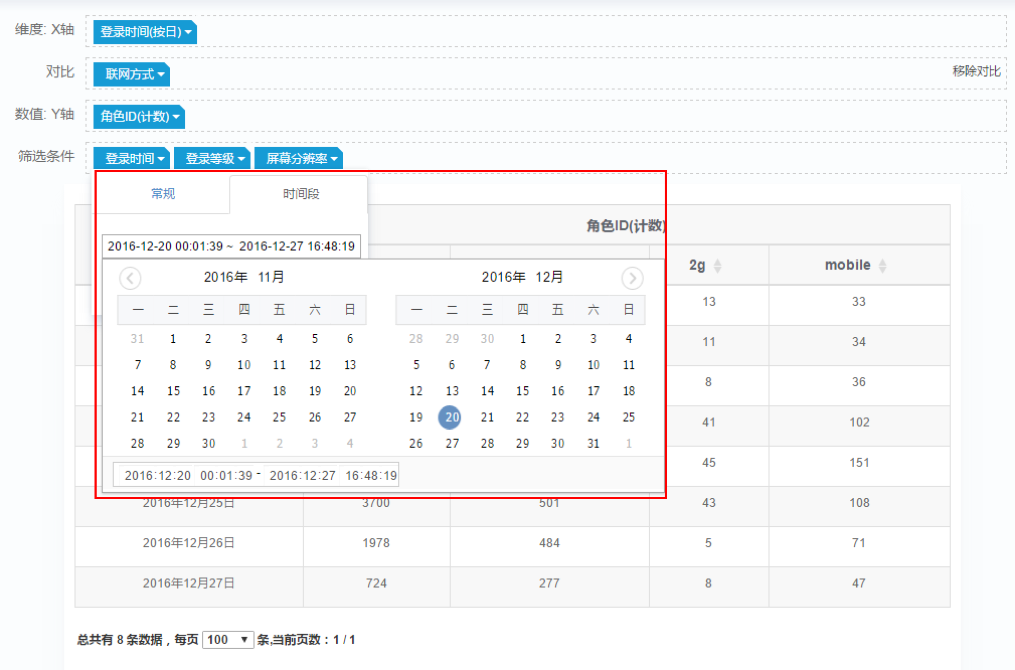 维度: X轴 登录时间(按日)
对比 联网方式 移除对比
数值: Y轴 角色ID(计数)
筛选条件 登录时间 登录等级 屏幕分辨率
常规 时间段
角色ID(计数)
2016-12-20 00:01:39 ~ 2016-12-27 16:48:19
2g mobile
2016年 11月 2016年 12月
一 二 三 四 五 六 日 一 二 三 四 五 六 日
13 33
31 1 2 3 4 5 6 28 29 30 1 2 3 4
11 34
7 8 9 10 11 12 13 5 6 7 8 9 10 11
8 36
14 15 16 17 18 19 20 12 13 14 15 16 17 18
21 22 23 24 25 26 27 19 20 21 22 23 24 25
41 102
28 29 30 1 2 3 4 26 27 28 29 30 31 1
45 151
2016:12:20 00:01:39 - 2016:12:27 16:48:19
2016年12月25日 3700 501 43 108
2016年12月26日 1978 484 5 71
2016年12月27日 724 277 8 47
总共有 8 条数据，每页 100 条,当前页数：1 / 1